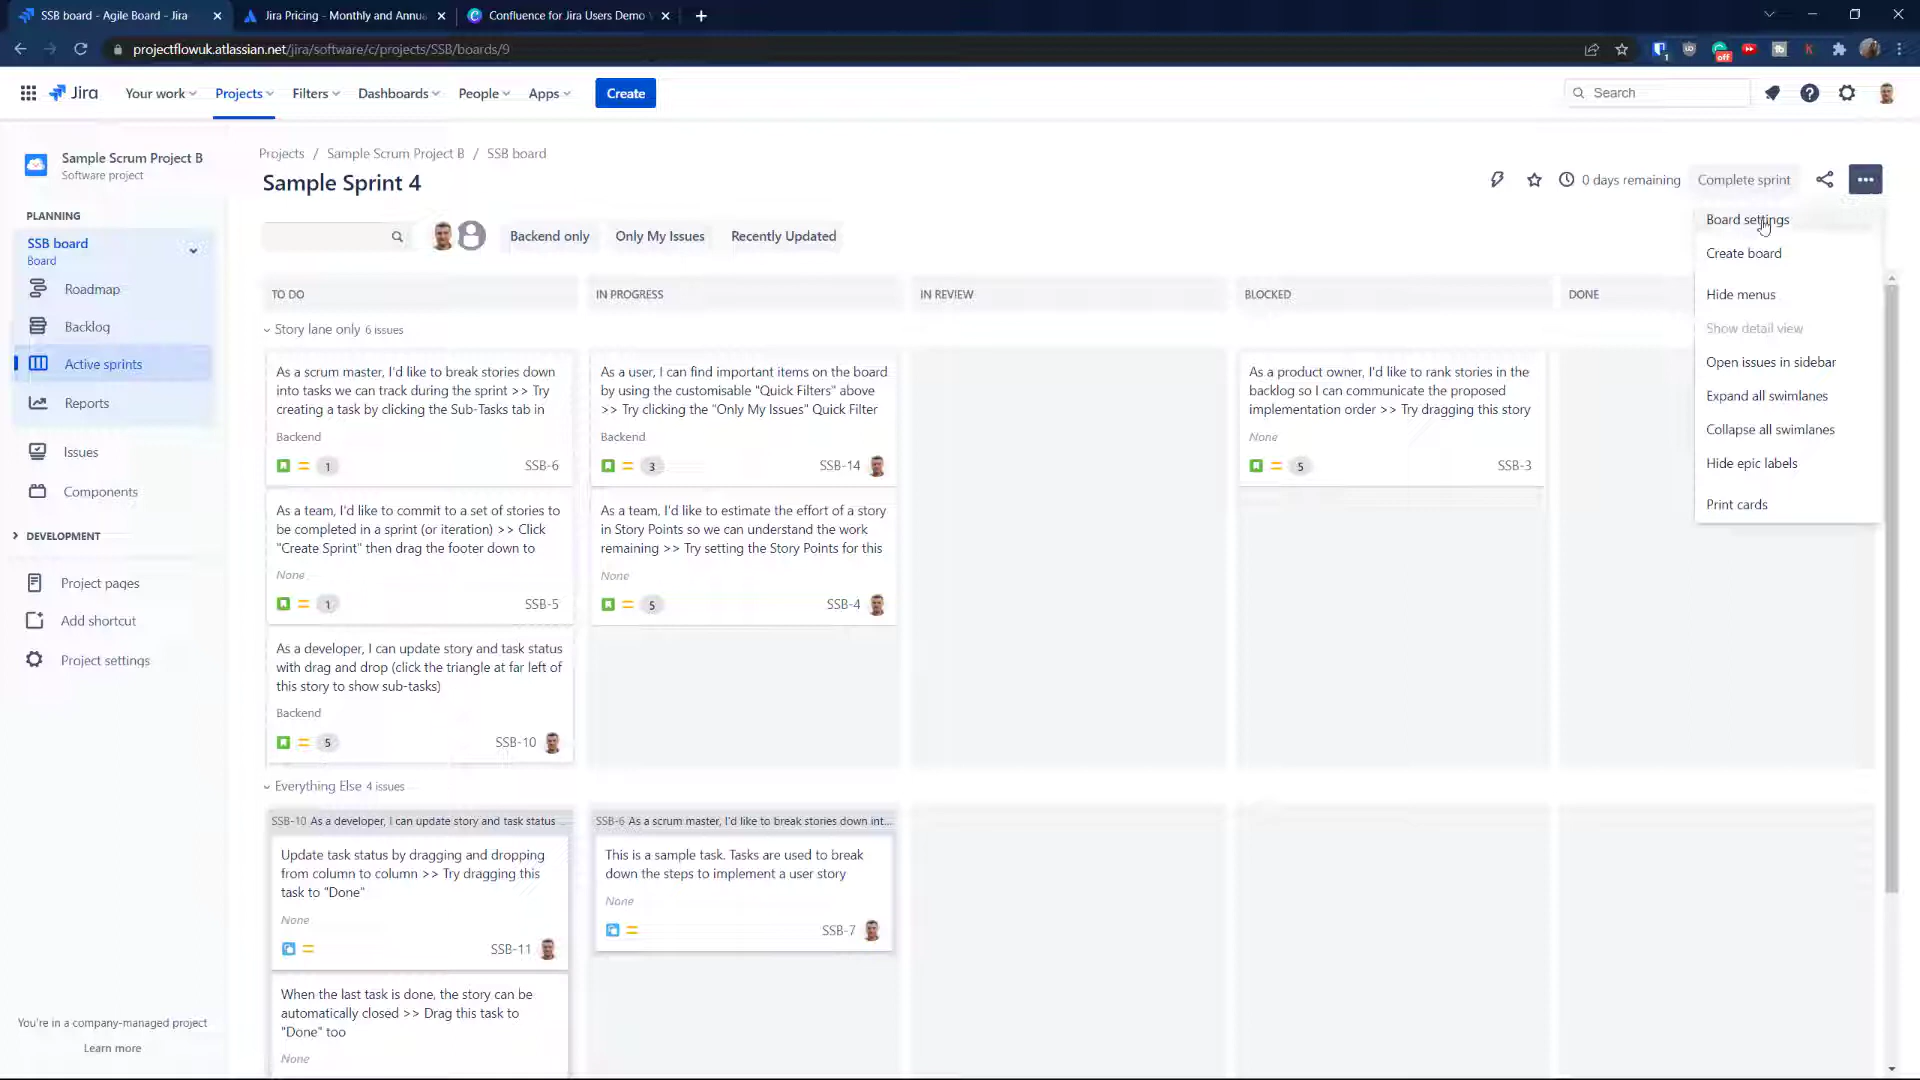 SSB board - Agile Board - Jira
Jira Pricing - Monthly and Annua
Confluence for Jira Users Demo
projectflowuk.atlassian.net/jira/software/c/projects/SSB/boards/9
off
Jira
Your work
Projects
Filters
Dashboards
People
Apps
Create
Search
Sample Scrum Project B
Software project
PLANNING
SSB board
Board
Roadmap
Backlog
Active sprints
Reports
Issues
Components
DEVELOPMENT
Project pages
Add shortcut
Project settings
You're in a company-managed project
Learn more
Projects / Sample Scrum Project B / SSB board
Sample Sprint 4
0 days remaining
Complete sprint
Backend only
Only My Issues
Recently Updated
Board settings
Create board
Hide menus
Show detail view
Open issues in sidebar
Expand all swimlanes
Collapse all swimlanes
Hide epic labels
Print cards
TO DO
IN PROGRESS
IN REVIEW
BLOCKED
DONE
Story lane only 6 issues
As a scrum master, I'd like to break stories down
into tasks we can track during the sprint >> Try
creating a task by clicking the Sub-Tasks tab in
Backend
1
SSB-6
As a team, I'd like to commit to a set of stories to
be completed in a sprint (or iteration) >> Click
"Create Sprint" then drag the footer down to
None
1
SSB-5
As a developer, I can update story and task status
with drag and drop (click the triangle at far left of
this story to show sub-tasks)
Backend
5
SSB-10
As a user, I can find important items on the board
by using the customisable "Quick Filters" above
>> Try clicking the "Only My Issues" Quick Filter
Backend
3
SSB-14
As a team, I'd like to estimate the effort of a story
in Story Points so we can understand the work
remaining >> Try setting the Story Points for this
None
5
SSB-4
As a product owner, I'd like to rank stories in the
backlog so I can communicate the proposed
implementation order >> Try dragging this story
None
5
SSB-3
Everything Else 4 issues
SSB-10 As a developer, I can update story and task status
Update task status by dragging and dropping
from column to column >> Try dragging this
task to "Done"
None
SSB-11
When the last task is done, the story can be
automatically closed >> Drag this task to
"Done" too
None
SSB-6 As a scrum master, I'd like to break stories down int...
This is a sample task. Tasks are used to break
down the steps to implement a user story
None
SSB-7